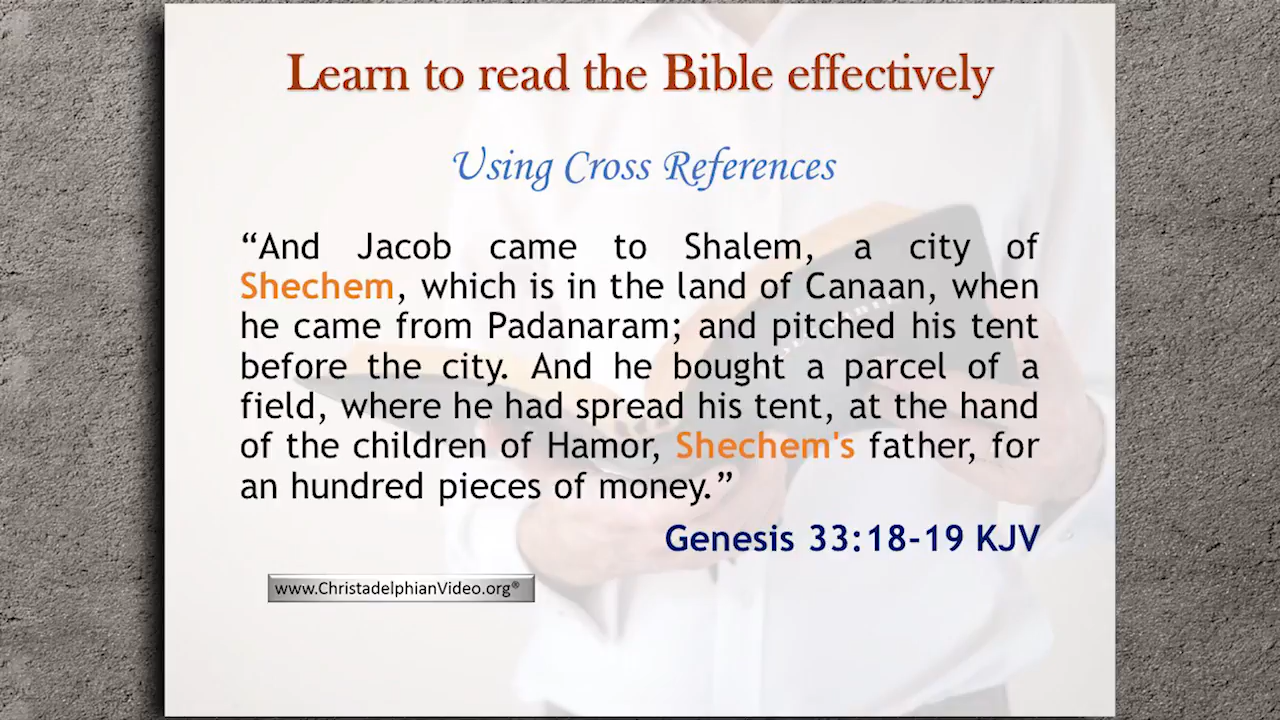 Learn to read the Bible effectively
Using Cross References
“And Jacob came to Shalem, a city of
Shechem, which is in the land of Canaan, when
he came from Padanaram; and pitched his tent
before the city. And he bought a parcel of a
field, where he had spread his tent, at the hand
of the children of Hamor, Shechem's father, for
an hundred pieces of money.”
Genesis 33:18-19 KJV
www.ChristadelphianVideo.org®